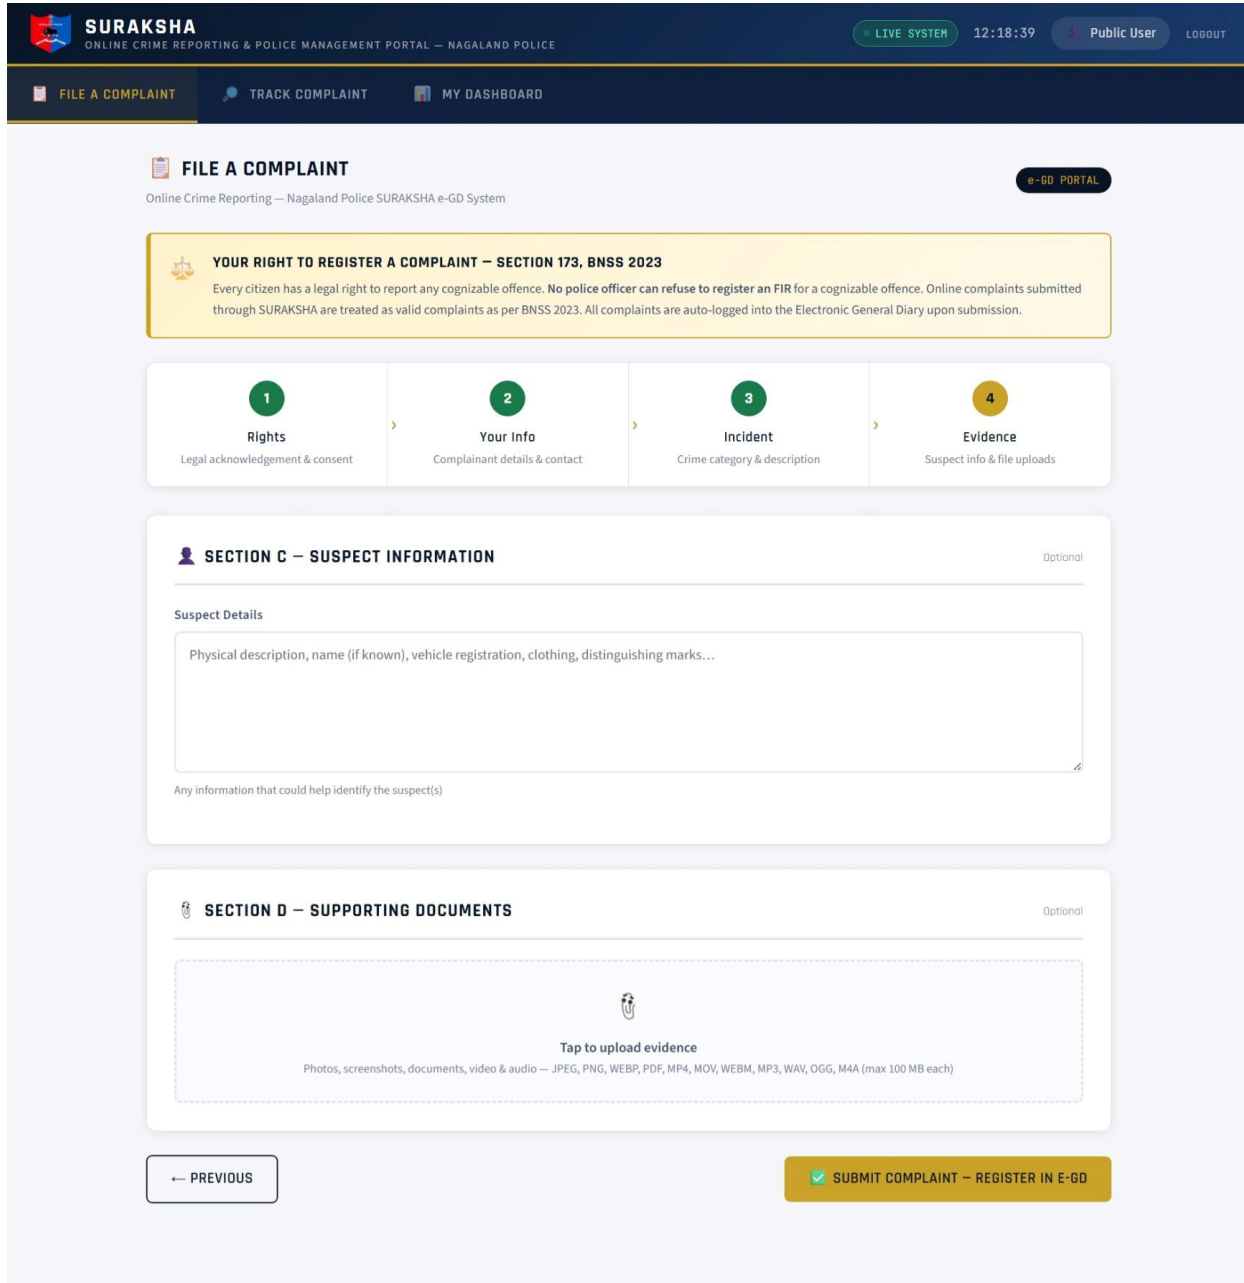 SURAKSHA
ONLINE CRIME REPORTING & POLICE MANAGEMENT PORTAL — NAGALAND POLICE
LIVE SYSTEM
12:18:39
Public User
LOGOUT
FILE A COMPLAINT
TRACK COMPLAINT
MY DASHBOARD
FILE A COMPLAINT
Online Crime Reporting — Nagaland Police SURAKSHA e-GD System
e-GD PORTAL
YOUR RIGHT TO REGISTER A COMPLAINT — SECTION 173, BNSS 2023
Every citizen has a legal right to report any cognizable offence. No police officer can refuse to register an FIR for a cognizable offence. Online complaints submitted
through SURAKSHA are treated as valid complaints as per BNSS 2023. All complaints are auto-logged into the Electronic General Diary upon submission.
1
Rights
Legal acknowledgement & consent
›
2
Your Info
Complainant details & contact
›
3
Incident
Crime category & description
›
4
Evidence
Suspect info & file uploads
SECTION C — SUSPECT INFORMATION
Optional
Suspect Details
Physical description, name (if known), vehicle registration, clothing, distinguishing marks…
Any information that could help identify the suspect(s)
SECTION D — SUPPORTING DOCUMENTS
Optional
Tap to upload evidence
Photos, screenshots, documents, video & audio — JPEG, PNG, WEBP, PDF, MP4, MOV, WEBM, MP3, WAV, OGG, M4A (max 100 MB each)
← PREVIOUS
✅ SUBMIT COMPLAINT — REGISTER IN E-GD